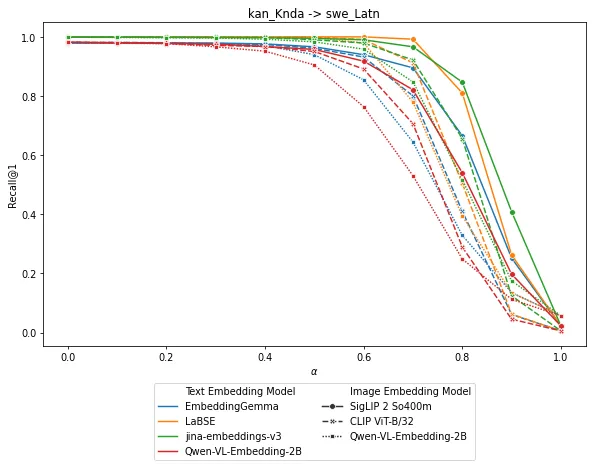 kan_Knda -> swe_Latn
1.0
0.8
0.6
0.4
0.2
0.0
Recall@1
0.0 0.2 0.4 0.6 0.8 1.0
α
Text Embedding Model Image Embedding Model
EmbeddingGemma SigLIP 2 So400m
LaBSE CLIP ViT-B/32
jina-embeddings-v3 Qwen-VL-Embedding-2B
Qwen-VL-Embedding-2B